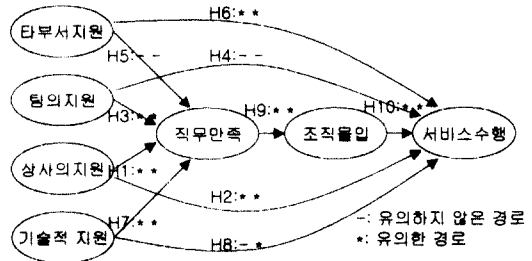 타부서지원
H6:**
H5:--
H4:--
팀의지원
H3:**
H9:**
H10:**
직무만족
조직몰입
서비스수행
상사의지원
H1:**
H2:**
H7:**
기술적 지원
H8:-*
-: 유의하지 않은 경로
*: 유의한 경로